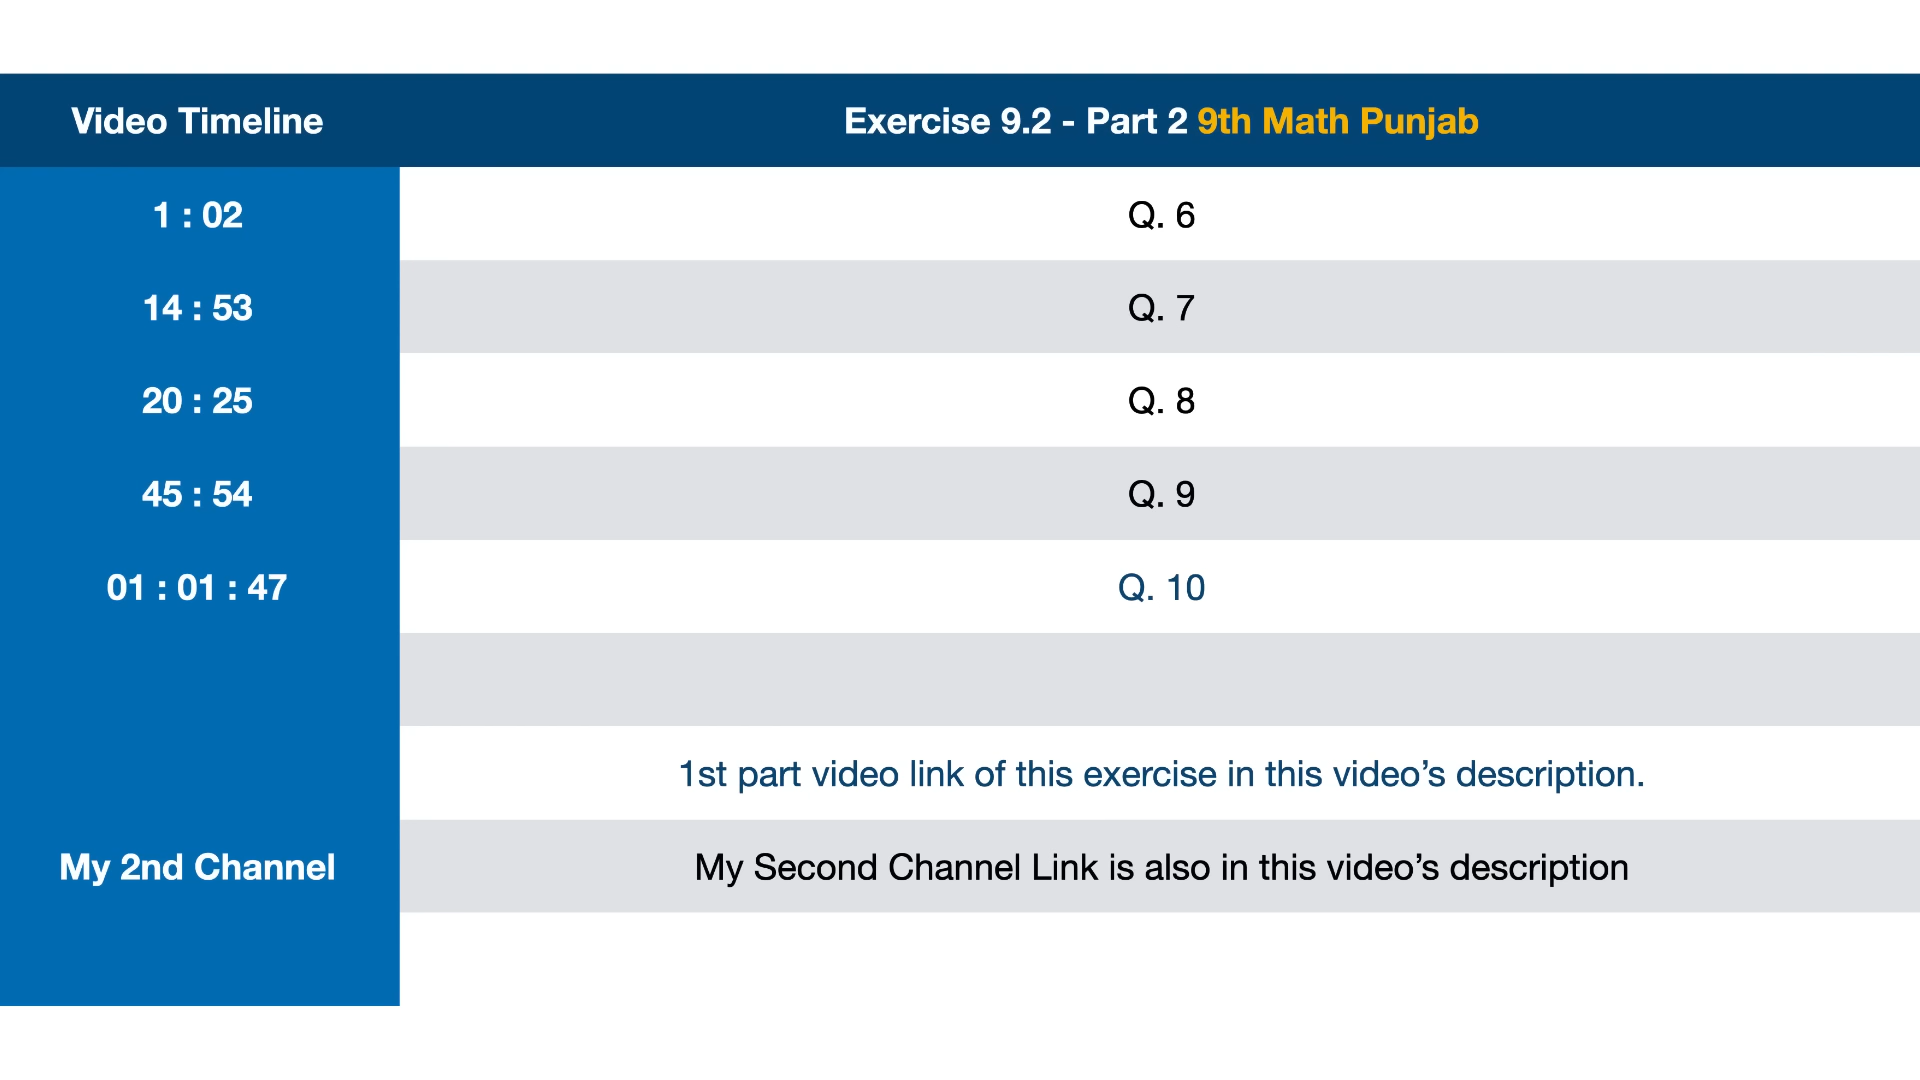 Video Timeline Exercise 9.2 - Part 2 9th Math Punjab
1 : 02 Q. 6
14 : 53 Q. 7
20 : 25 Q. 8
45 : 54 Q. 9
01 : 01 : 47 Q. 10
1st part video link of this exercise in this video’s description.
My 2nd Channel My Second Channel Link is also in this video’s description